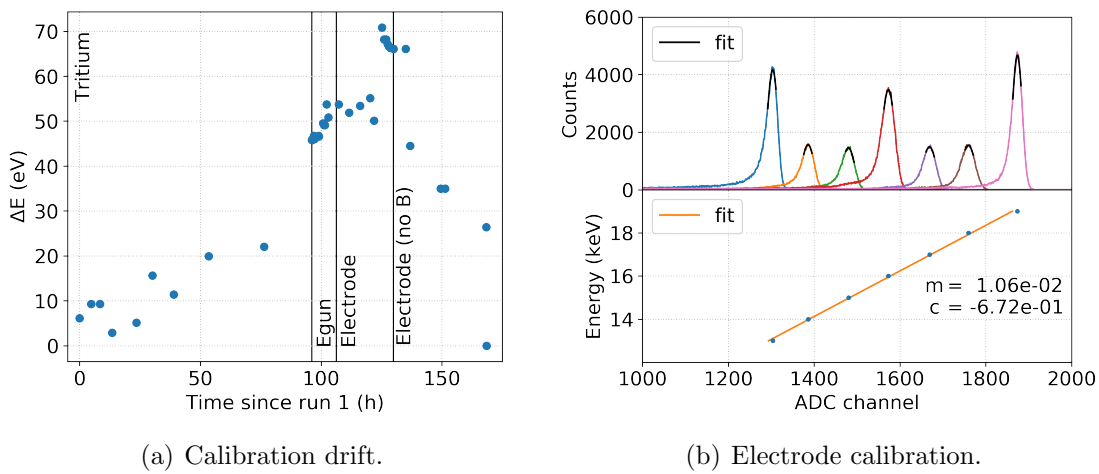 70
60
50
40
30
20
10
0
ΔE (eV)
Tritium
Egun
Electrode
Electrode (no B)
0 50 100 150
Time since run 1 (h)
(a) Calibration drift.
6000
4000
2000
0
Counts
fit
18
16
14
Energy (keV)
fit
m = 1.06e-02
c = -6.72e-01
1000 1200 1400 1600 1800 2000
ADC channel
(b) Electrode calibration.